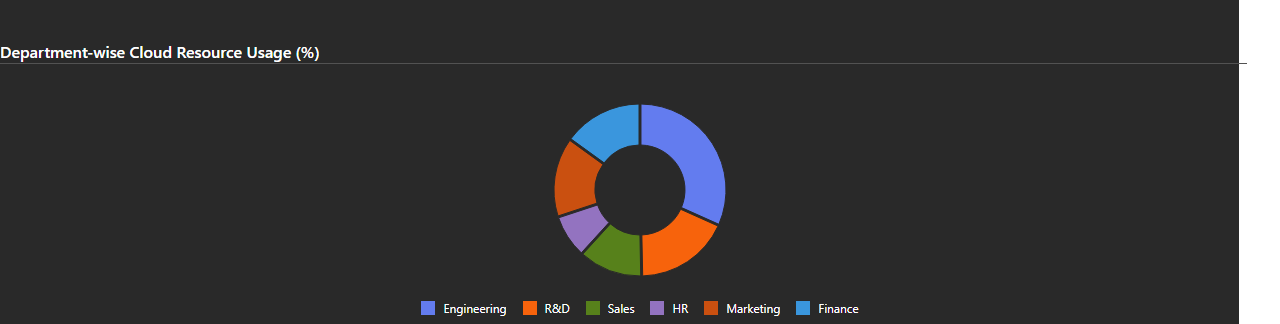 Department-wise Cloud Resource Usage (%)
Engineering R&D Sales HR Marketing Finance